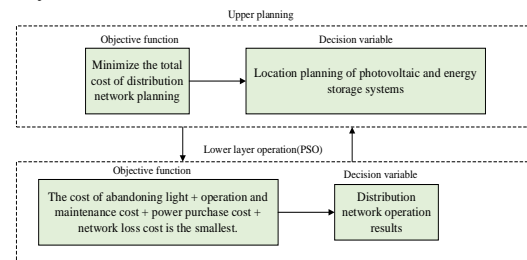 Upper planning
Objective function
Decision variable
Minimize the total
cost of distribution
network planning
Location planning of photovoltaic and energy
storage systems
Lower layer operation(PSO)
Objective function
Decision variable
The cost of abandoning light + operation and
maintenance cost + power purchase cost +
network loss cost is the smallest.
Distribution
network operation
results